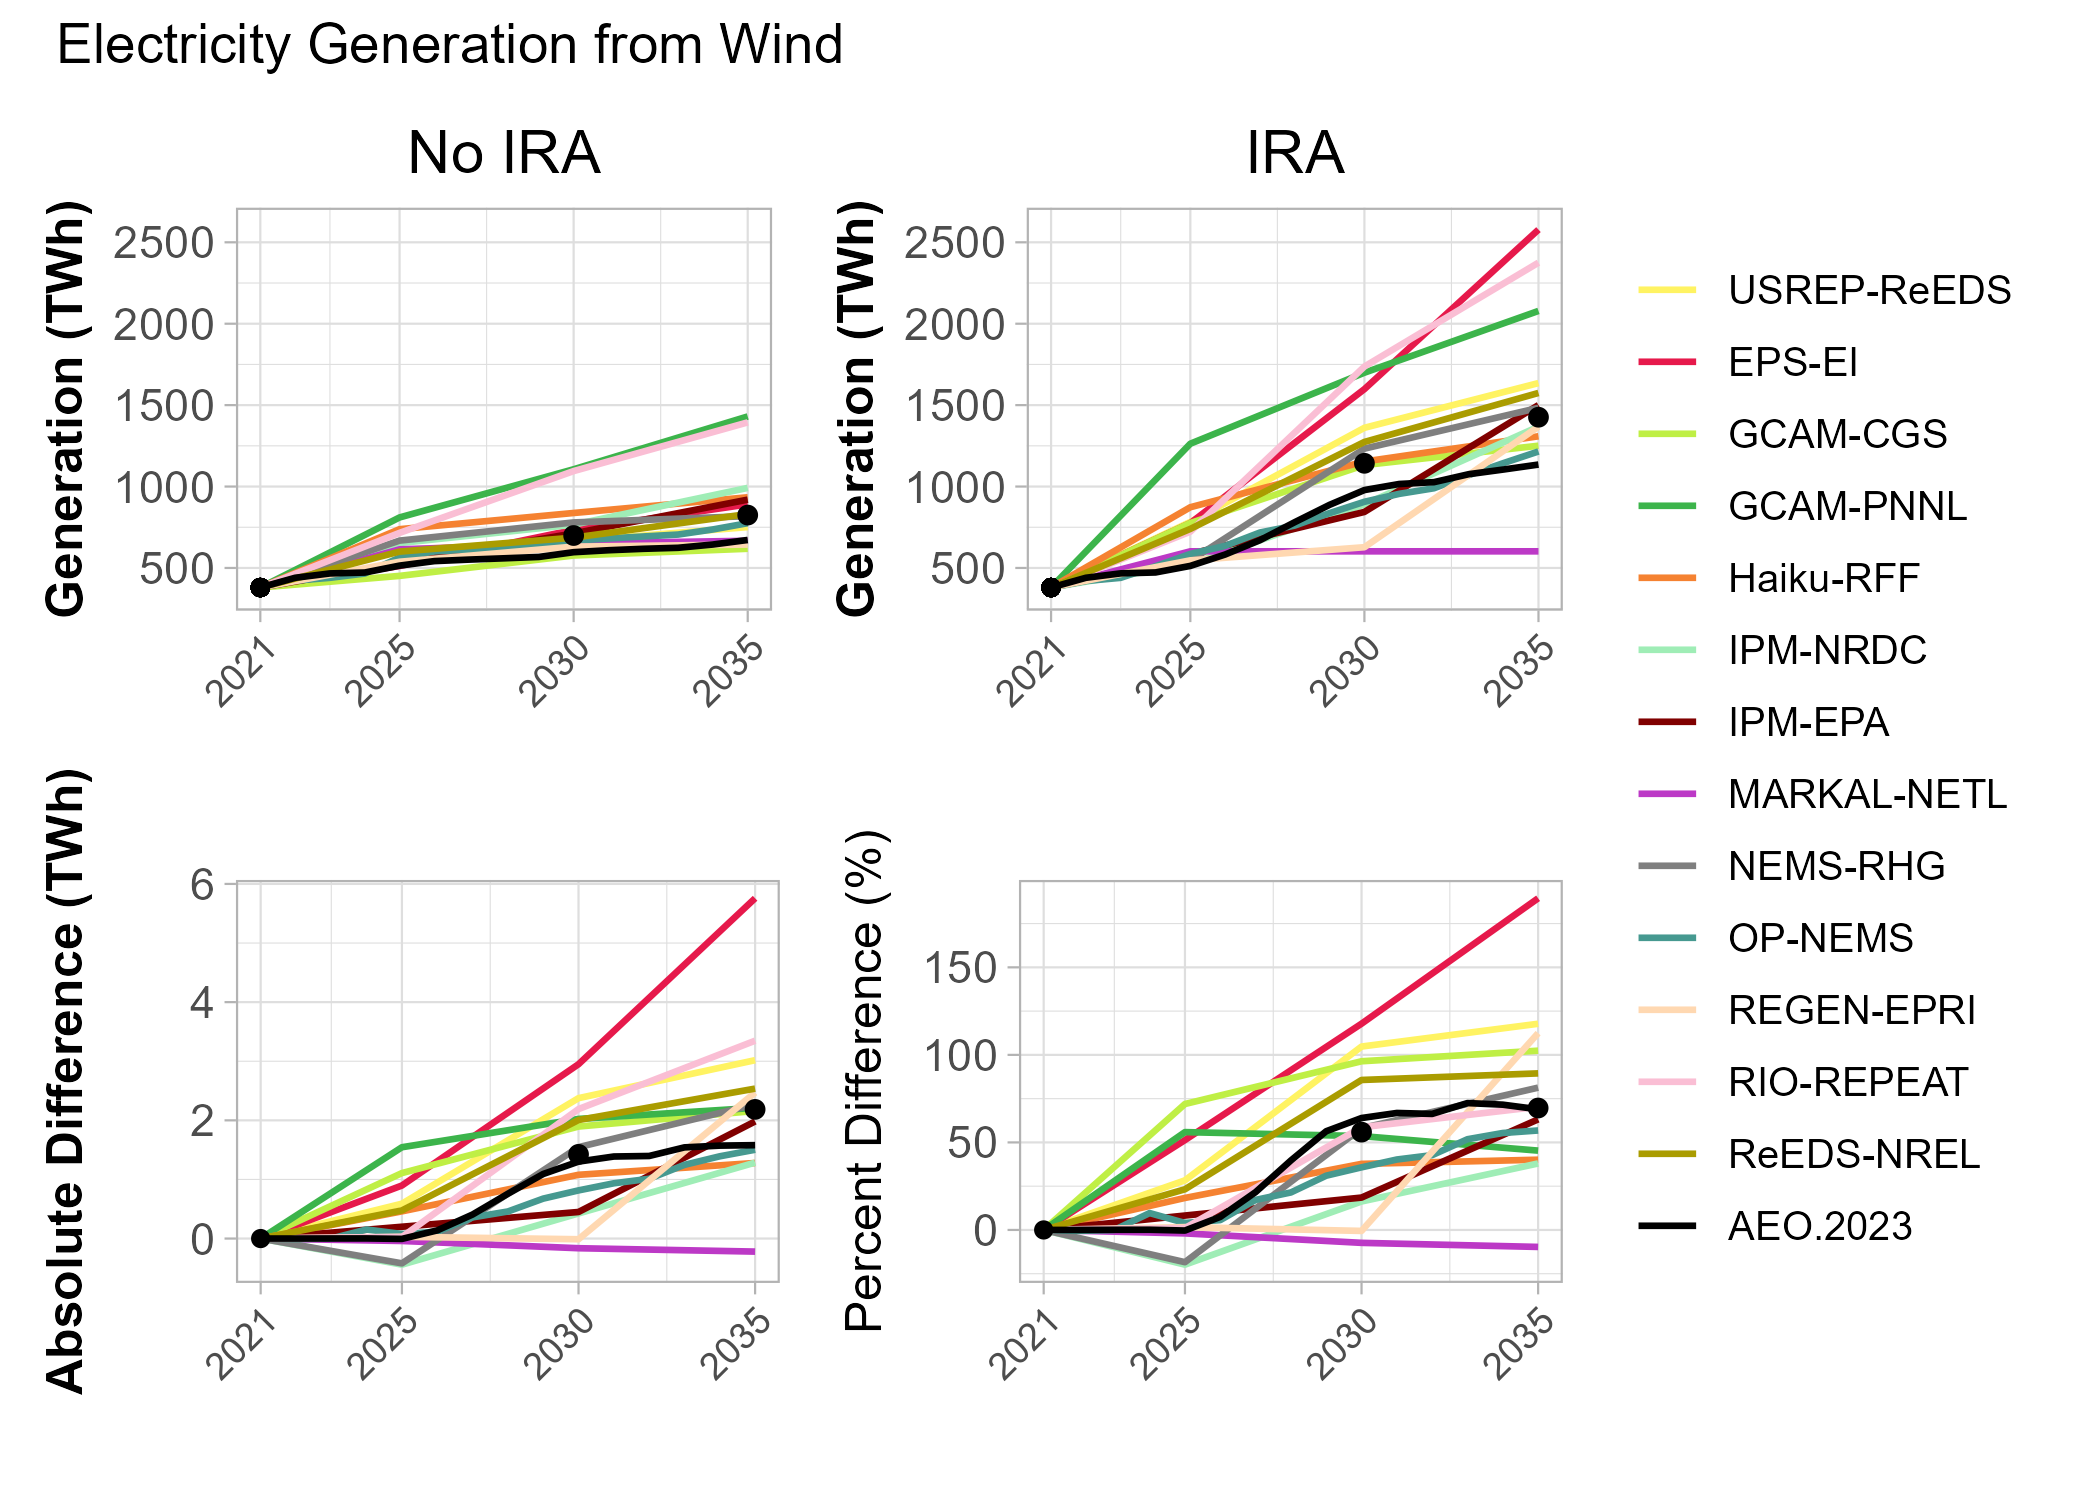 Electricity Generation from Wind
No IRA
IRA
Generation (TWh)
2500
2000
1500
1000
500
2021
2025
2030
2035
Generation (TWh)
2500
2000
1500
1000
500
2021
2025
2030
2035
Absolute Difference (TWh)
6
4
2
0
2021
2025
2030
2035
Percent Difference (%)
150
100
50
0
2021
2025
2030
2035
USREP-ReEDS
EPS-EI
GCAM-CGS
GCAM-PNNL
Haiku-RFF
IPM-NRDC
IPM-EPA
MARKAL-NETL
NEMS-RHG
OP-NEMS
REGEN-EPRI
RIO-REPEAT
ReEDS-NREL
AEO.2023